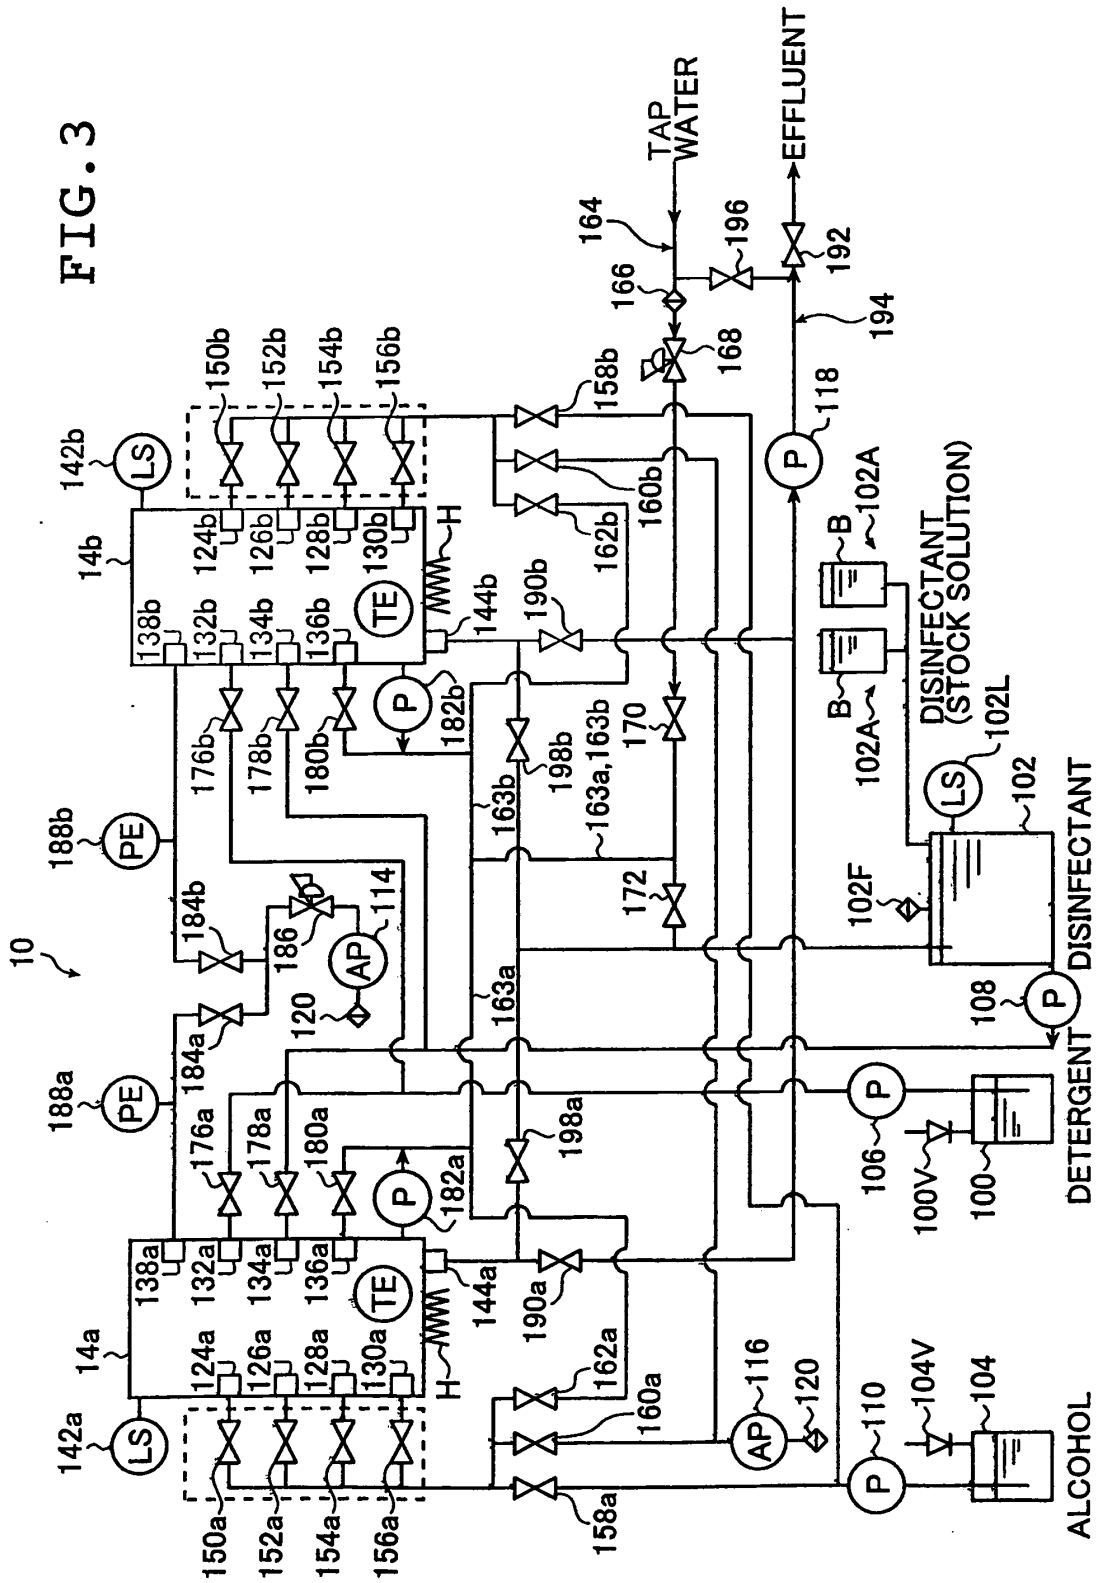 FIG.3
10
188a
188b
PE
PE
142a
LS
14a
138a
132a
134a
136a
124a
126a
128a
130a
TE
H
144a
150a
152a
154a
156a
176a
178a
180a
P
182a
184a
184b
186
AP
114
120
142b
LS
14b
138b
132b
134b
136b
124b
126b
128b
130b
TE
H
144b
150b
152b
154b
156b
176b
178b
180b
P
182b
158a
160a
162a
190a
198a
163a
163b
163a,163b
198b
190b
162b
160b
158b
172
170
168
166
164
TAP
WATER
196
192
194
EFFLUENT
P
118
AP
116
120
P
110
104V
104
ALCOHOL
P
106
100V
100
DETERGENT
P
108
102F
LS
102L
102
DISINFECTANT
B
B
102A
102A
DISINFECTANT
(STOCK SOLUTION)